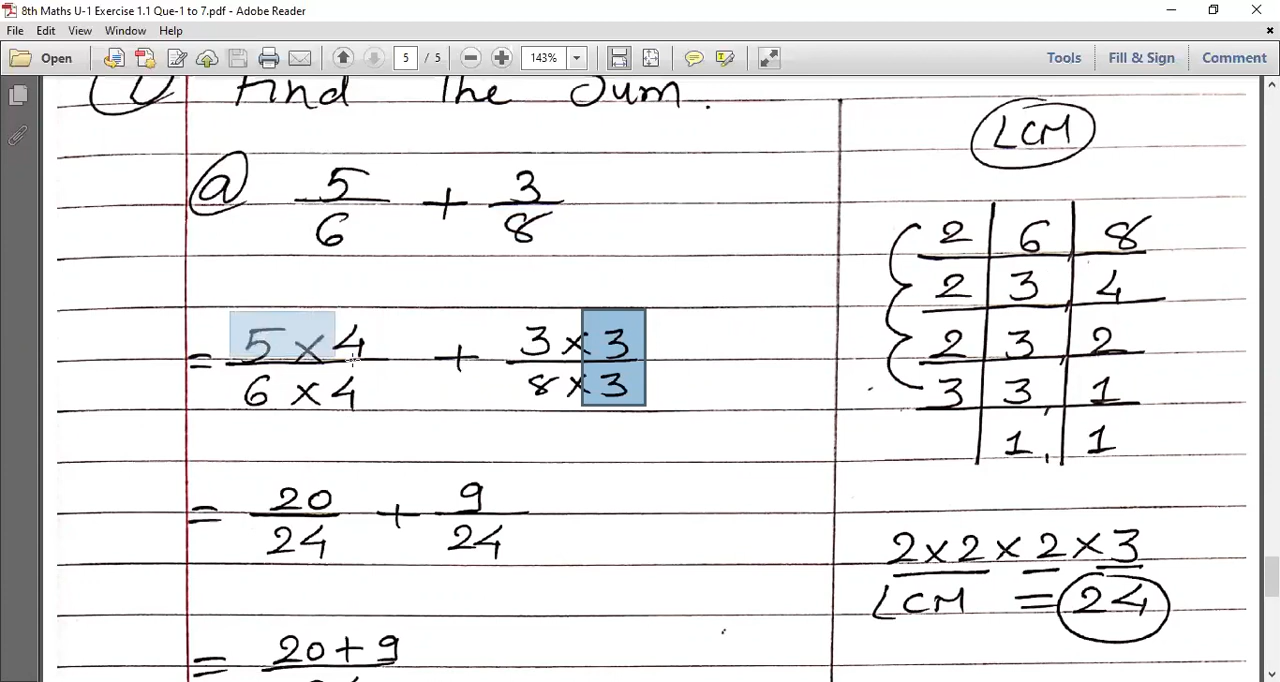 8th Maths U-1 Exercise 1.1 Que-1 to 7.pdf - Adobe Reader
File Edit View Window Help
Open 5 / 5 143% Tools Fill & Sign Comment
① Find The Sum.
ⓐ 5/6 + 3/8
= 5 × 4 / 6 × 4 + 3 × 3 / 8 × 3
= 20/24 + 9/24
= 20 + 9
LCM
2 | 6 | 8
2 | 3 | 4
2 | 3, 2
3 | 3, 1
1, 1
2 × 2 × 2 × 3
LCM = 24